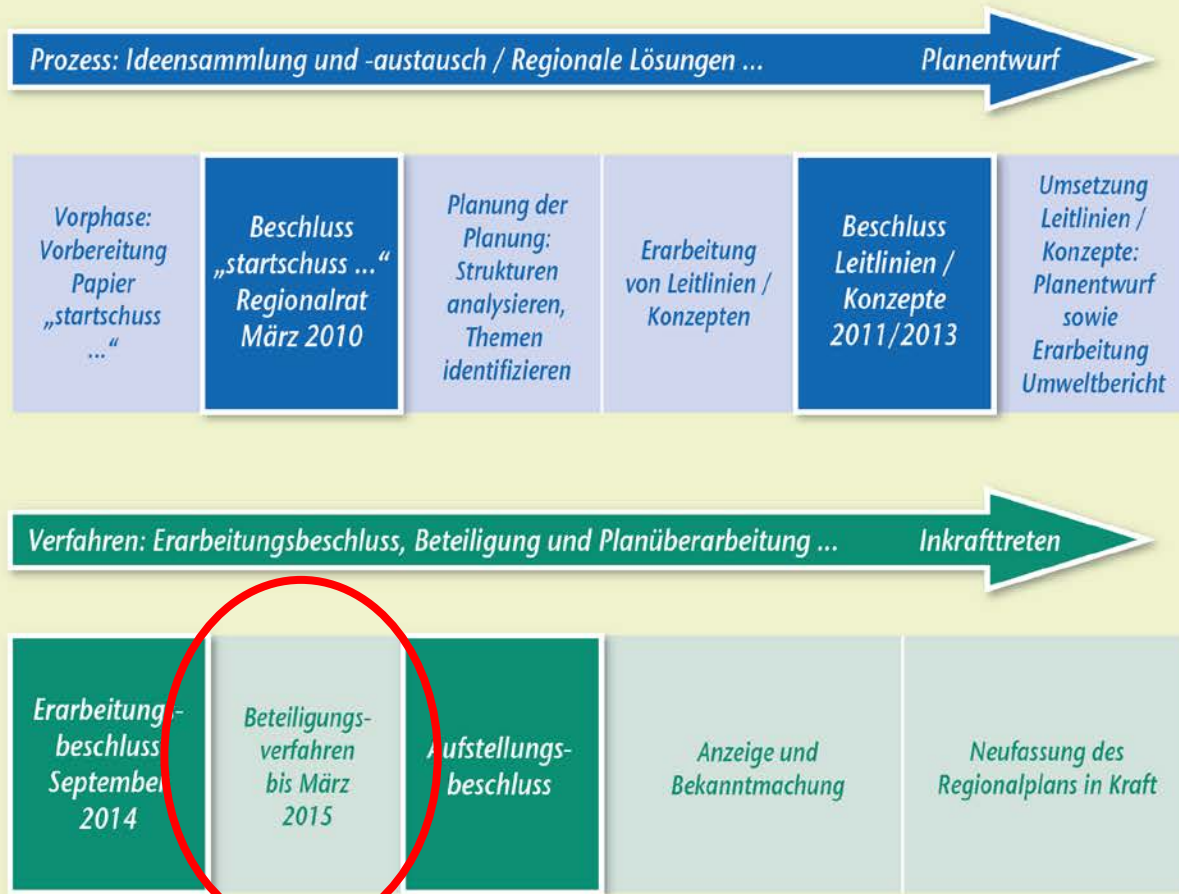 Prozess: Ideensammlung und -austausch / Regionale Lösungen ... Planentwurf
Vorphase:
Vorbereitung
Papier
„startschuss
...“
Beschluss
„startschuss ...“
Regionalrat
März 2010
Planung der
Planung:
Strukturen
analysieren,
Themen
identifizieren
Erarbeitung
von Leitlinien /
Konzepten
Beschluss
Leitlinien /
Konzepte
2011/2013
Umsetzung
Leitlinien /
Konzepte:
Planentwurf
sowie
Erarbeitung
Umweltbericht
Verfahren: Erarbeitungsbeschluss, Beteiligung und Planüberarbeitung ... Inkrafttreten
Erarbeitungs-
beschluss
September
2014
Beteiligungs-
verfahren
bis März
2015
Aufstellungs-
beschluss
Anzeige und
Bekanntmachung
Neufassung des
Regionalplans in Kraft